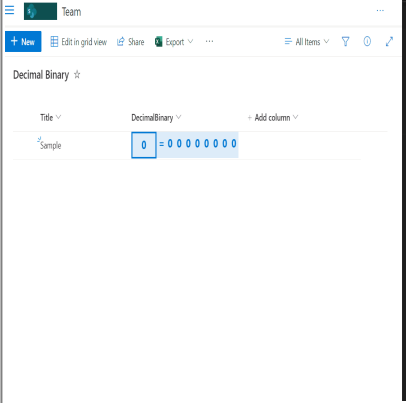 Team
...
+ New Edit in grid view Share Export ... All Items
Decimal Binary
Title DecimalBinary + Add column
Sample 0 = 0 0 0 0 0 0 0 0